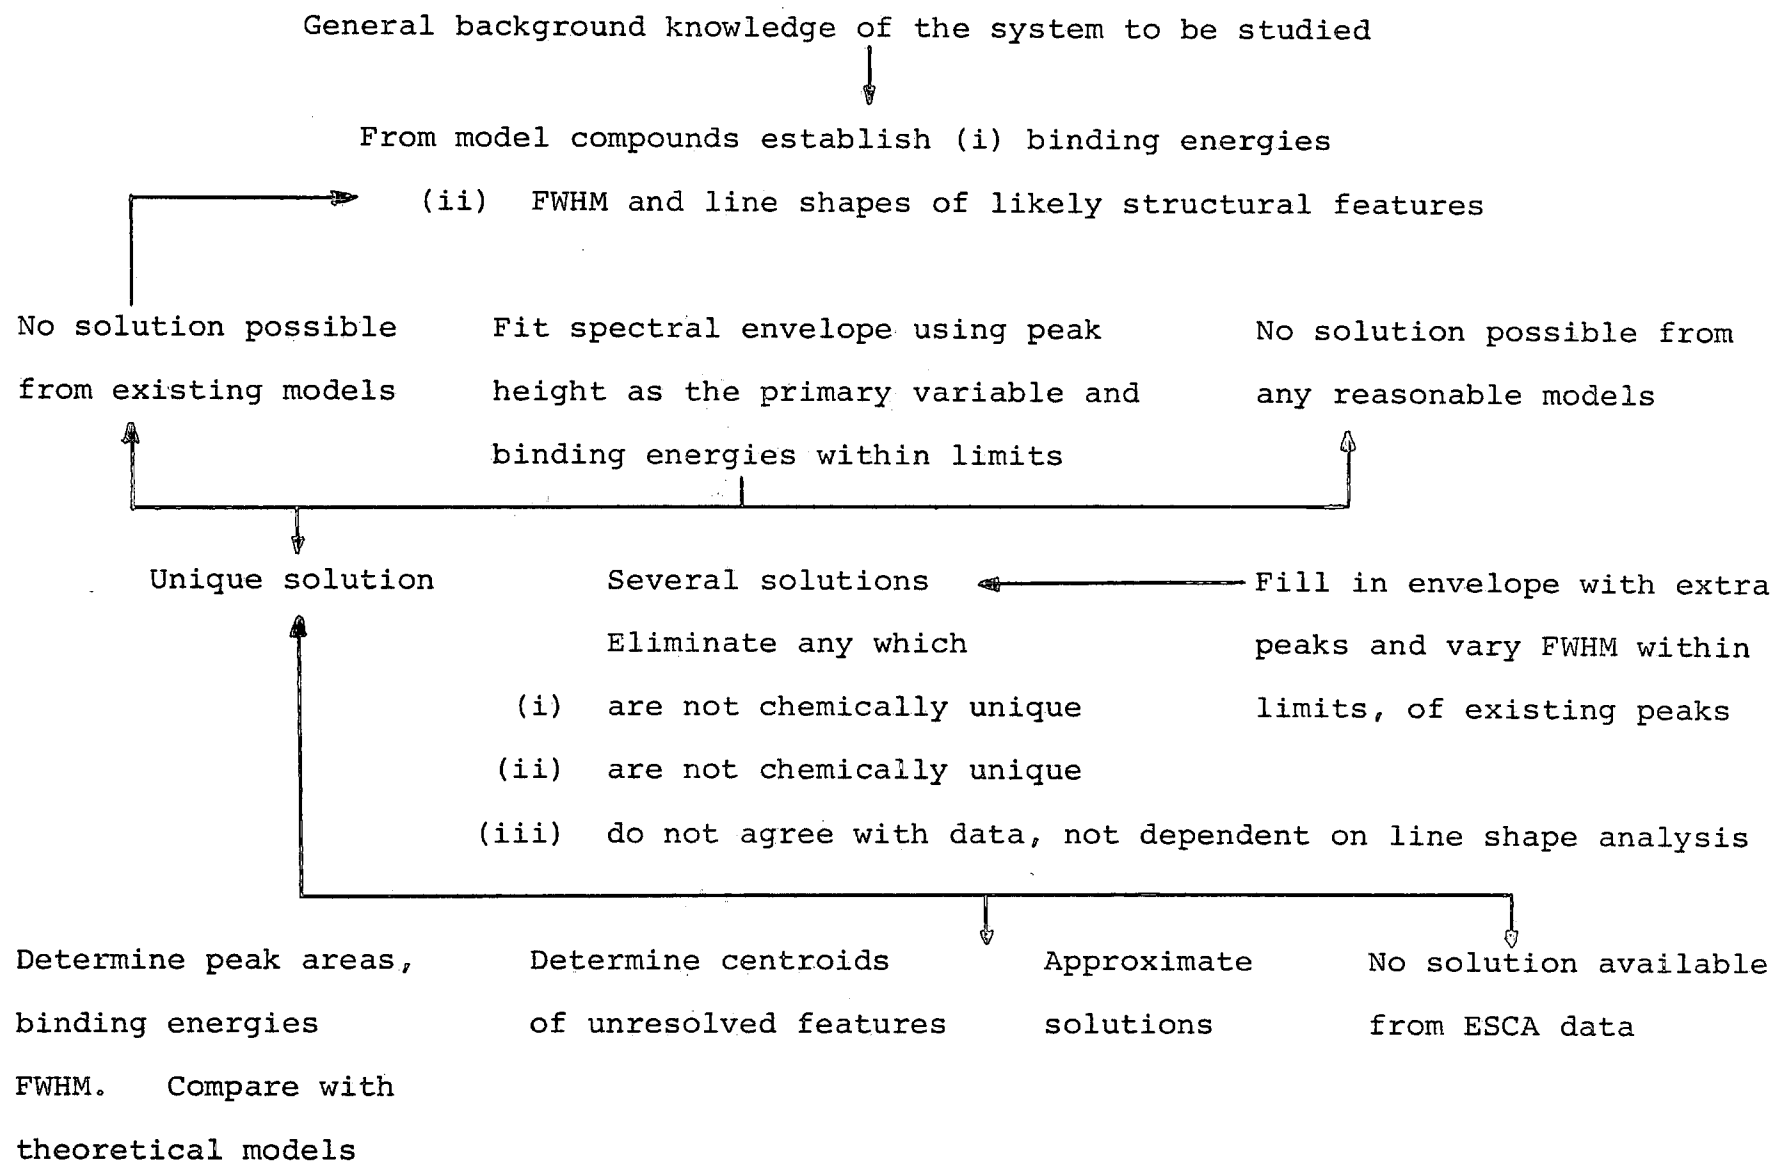 General background knowledge of the system to be studied
From model compounds establish (i) binding energies
(ii) FWHM and line shapes of likely structural features
No solution possible
from existing models
Fit spectral envelope using peak
height as the primary variable and
binding energies within limits
No solution possible from
any reasonable models
Unique solution
Several solutions
Eliminate any which
(i) are not chemically unique
(ii) are not chemically unique
(iii) do not agree with data, not dependent on line shape analysis
Fill in envelope with extra
peaks and vary FWHM within
limits, of existing peaks
Determine peak areas,
binding energies
FWHM. Compare with
theoretical models
Determine centroids
of unresolved features
Approximate
solutions
No solution available
from ESCA data